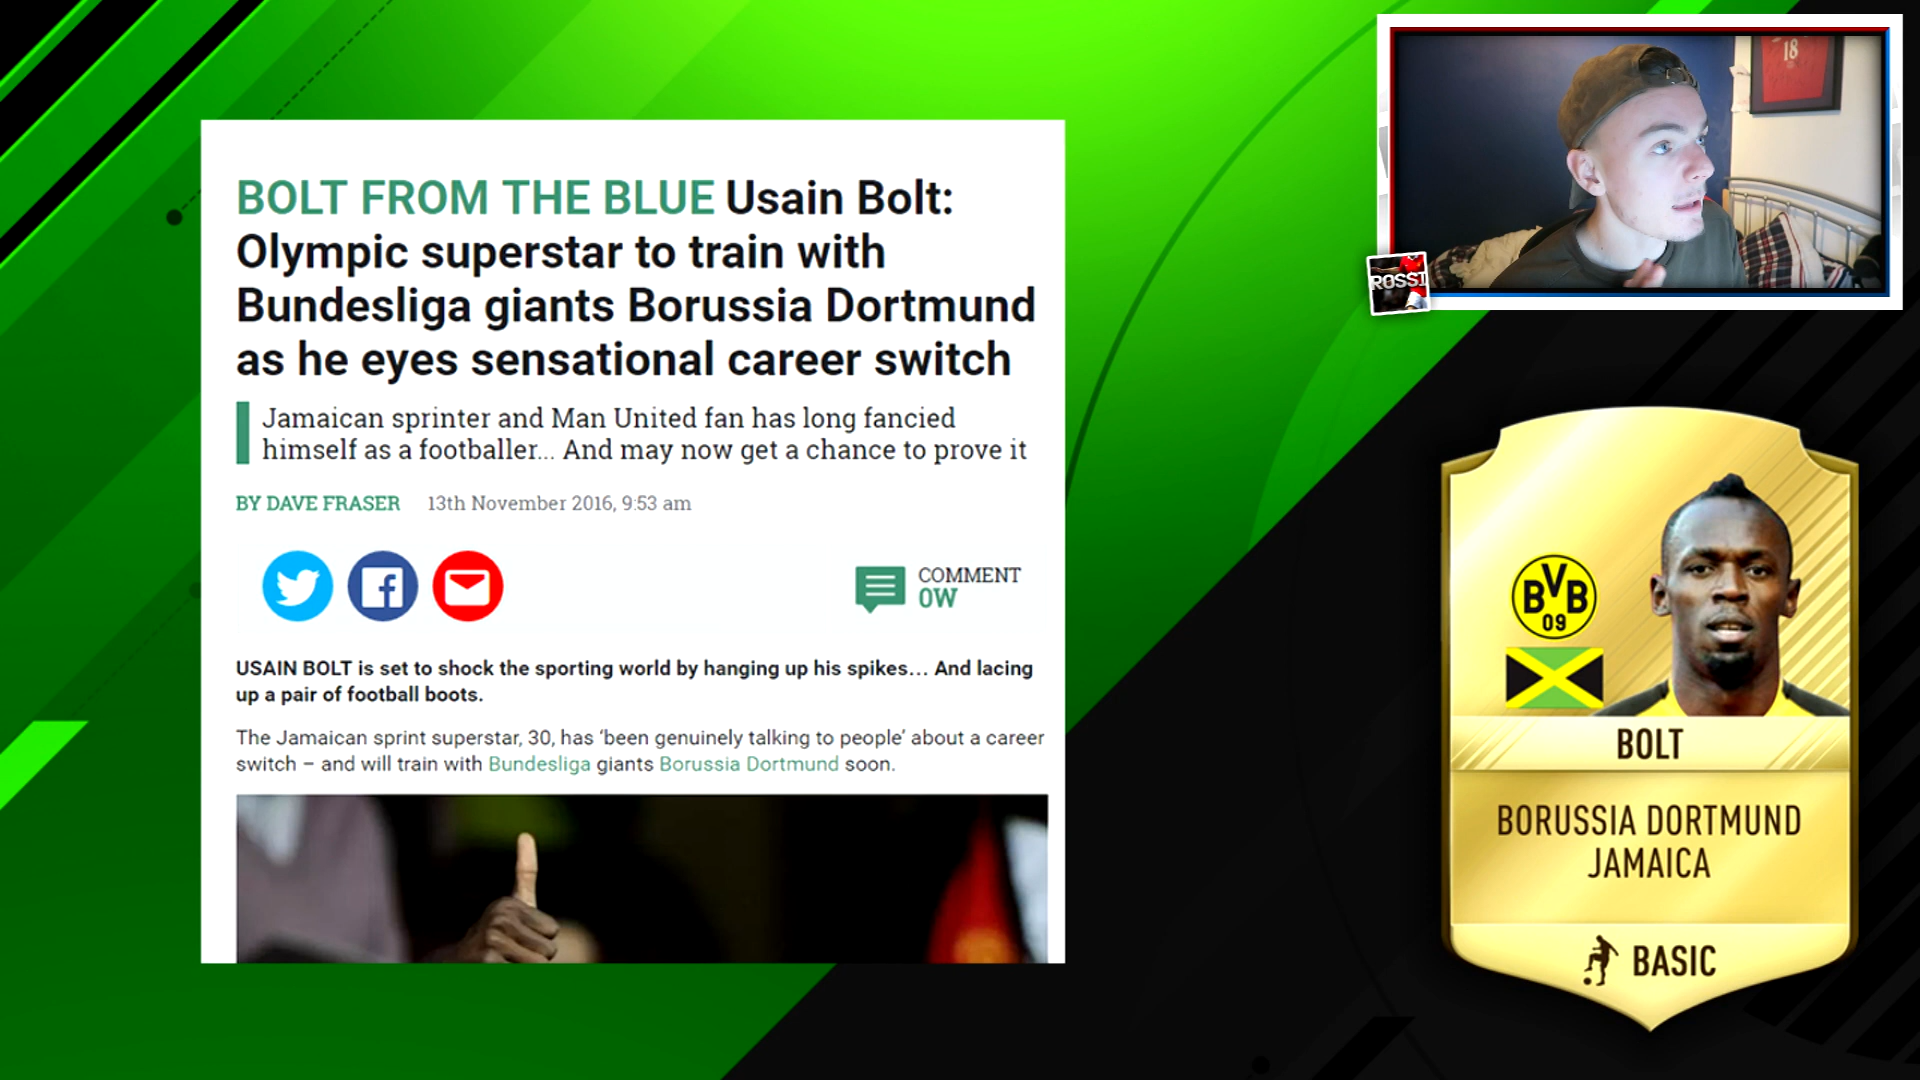 BOLT FROM THE BLUE Usain Bolt:
Olympic superstar to train with
Bundesliga giants Borussia Dortmund
as he eyes sensational career switch
Jamaican sprinter and Man United fan has long fancied
himself as a footballer... And may now get a chance to prove it
BY DAVE FRASER 13th November 2016, 9:53 am
COMMENT
0W
USAIN BOLT is set to shock the sporting world by hanging up his spikes… And lacing
up a pair of football boots.
The Jamaican sprint superstar, 30, has ‘been genuinely talking to people’ about a career
switch – and will train with Bundesliga giants Borussia Dortmund soon.
18
ROSSI
BVB
09
BOLT
BORUSSIA DORTMUND
JAMAICA
BASIC